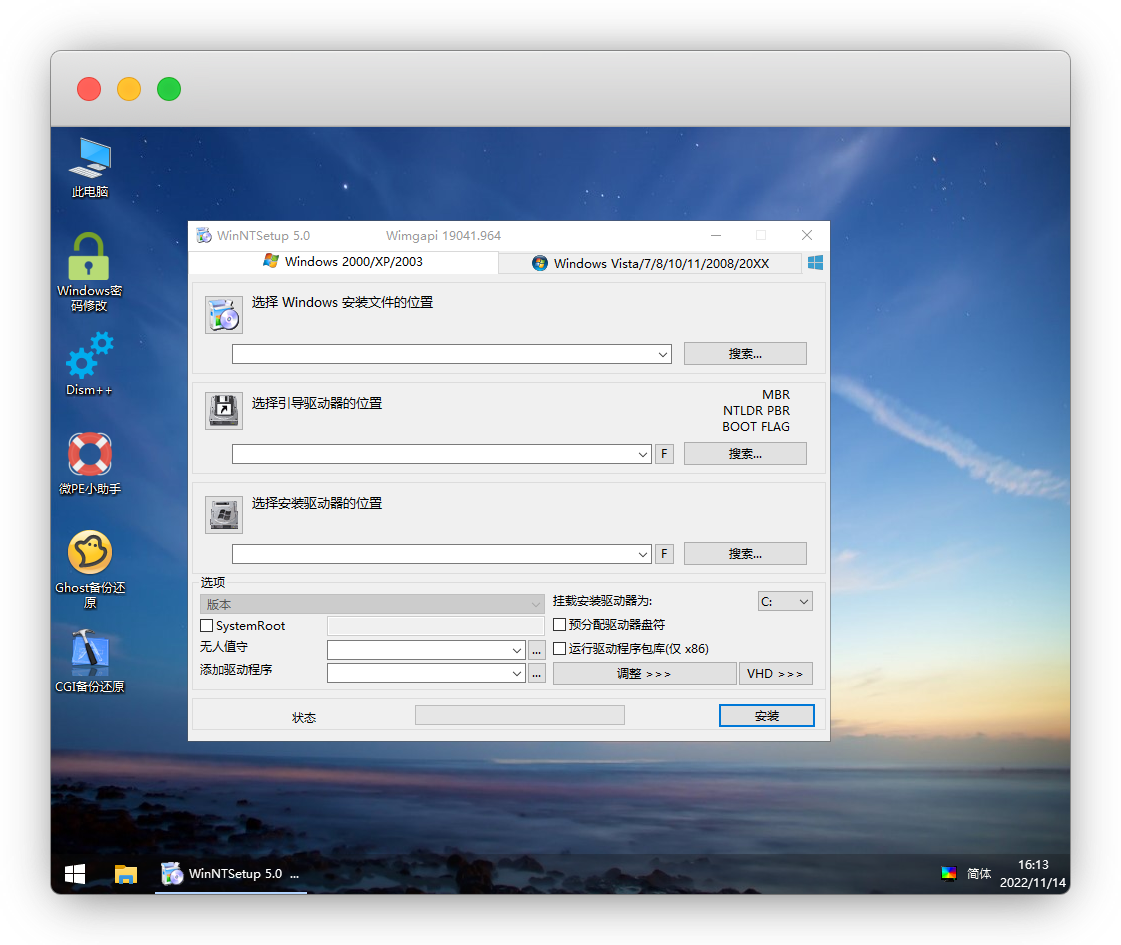 此电脑
Windows密
码修改
Dism++
微PE小助手
Ghost备份还
原
CGI备份还原
WinNTSetup 5.0
Wimgapi 19041.964
Windows 2000/XP/2003
Windows Vista/7/8/10/11/2008/20XX
选择 Windows 安装文件的位置
搜索...
选择引导驱动器的位置
MBR
NTLDR PBR
BOOT FLAG
F
搜索...
选择安装驱动器的位置
F
搜索...
选项
版本
挂载安装驱动器为:
C:
SystemRoot
预分配驱动器盘符
无人值守
...
运行驱动程序包库(仅 x86)
添加驱动程序
...
调整 >>>
VHD >>>
状态
安装
WinNTSetup 5.0 ...
简体
16:13
2022/11/14